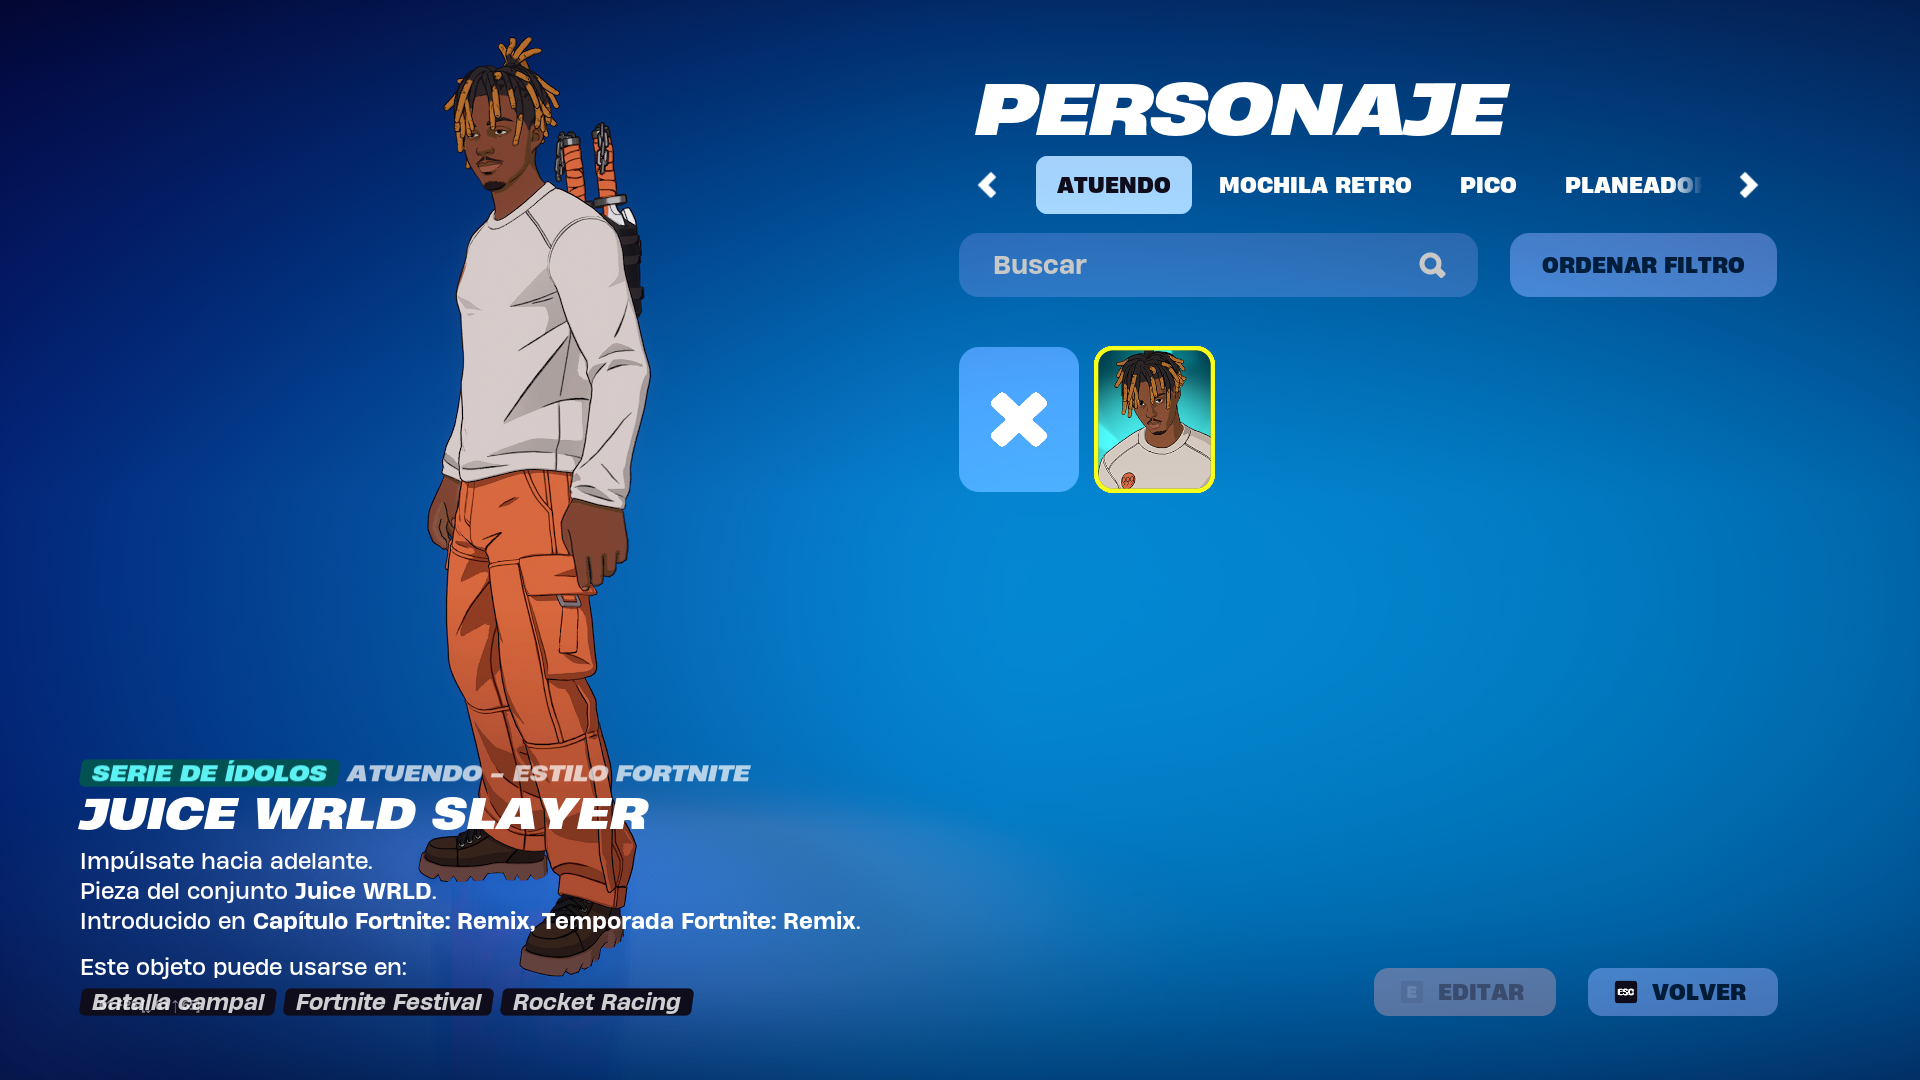 PERSONAJE
ATUENDO MOCHILA RETRO PICO PLANEADOR
Buscar ORDENAR FILTRO
SERIE DE ÍDOLOS ATUENDO - ESTILO FORTNITE
JUICE WRLD SLAYER
Impúlsate hacia adelante.
Pieza del conjunto Juice WRLD.
Introducido en Capítulo Fortnite: Remix, Temporada Fortnite: Remix.
Este objeto puede usarse en:
Batalla campal Fortnite Festival Rocket Racing
E EDITAR ESC VOLVER